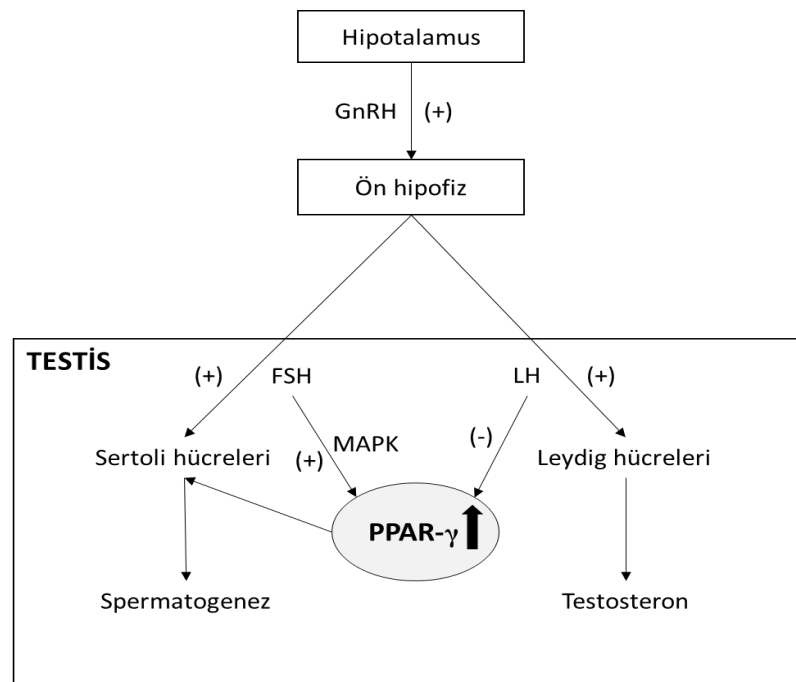 Hipotalamus
GnRH (+)
Ön hipofiz
TESTİS
(+) FSH LH (+)
Sertoli hücreleri (+) MAPK (-) Leydig hücreleri
PPAR-γ
Spermatogenez Testosteron